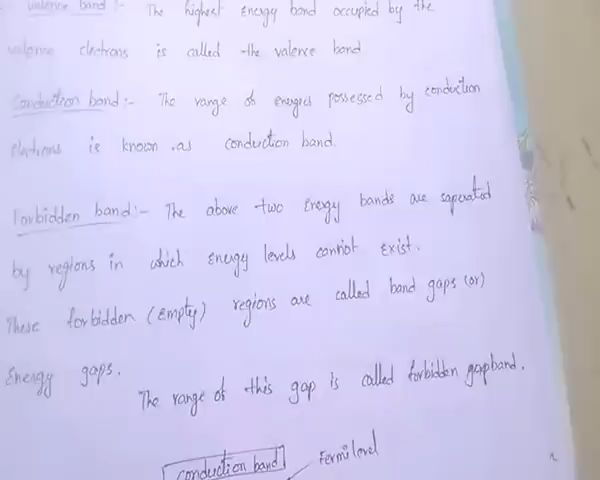 Valence band :- The highest Energy band occupied by the
valence electrons is called the valence band
Conduction band:- The range of energies possessed by conduction
electrons is known as conduction band.
Forbidden band:- The above two Energy bands are seperated
by regions in which energy levels cannot exist.
These forbidden (Empty) regions are called band gaps (or)
Energy gaps.
The range of this gap is called forbidden gapband.
conduction band
Fermilevel